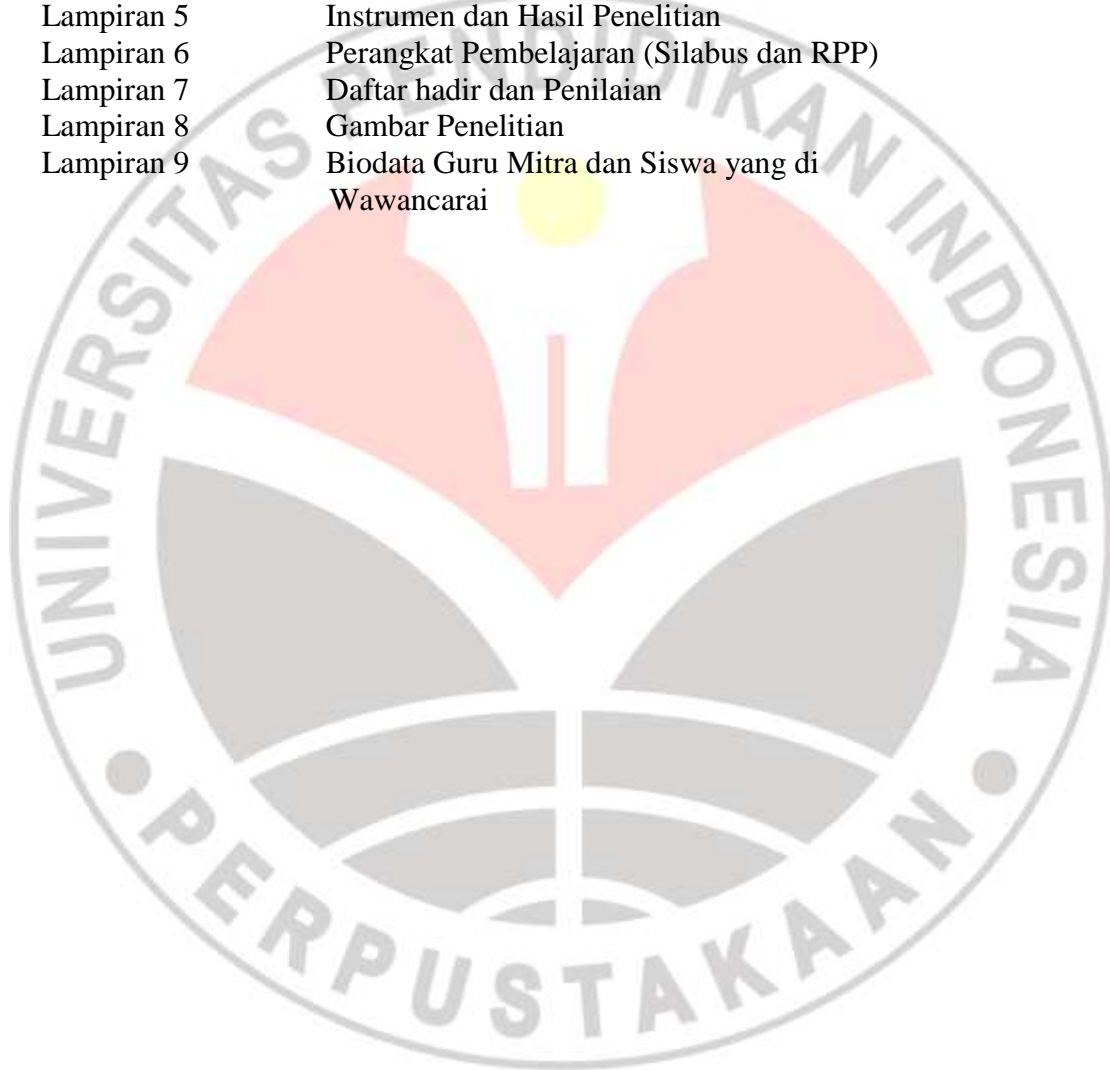 Lampiran 5 Instrumen dan Hasil Penelitian
Lampiran 6 Perangkat Pembelajaran (Silabus dan RPP)
Lampiran 7 Daftar hadir dan Penilaian
Lampiran 8 Gambar Penelitian
Lampiran 9 Biodata Guru Mitra dan Siswa yang di
Wawancarai
UNIVERSITAS PENDIDIKAN INDONESIA
PERPUSTAKAAN